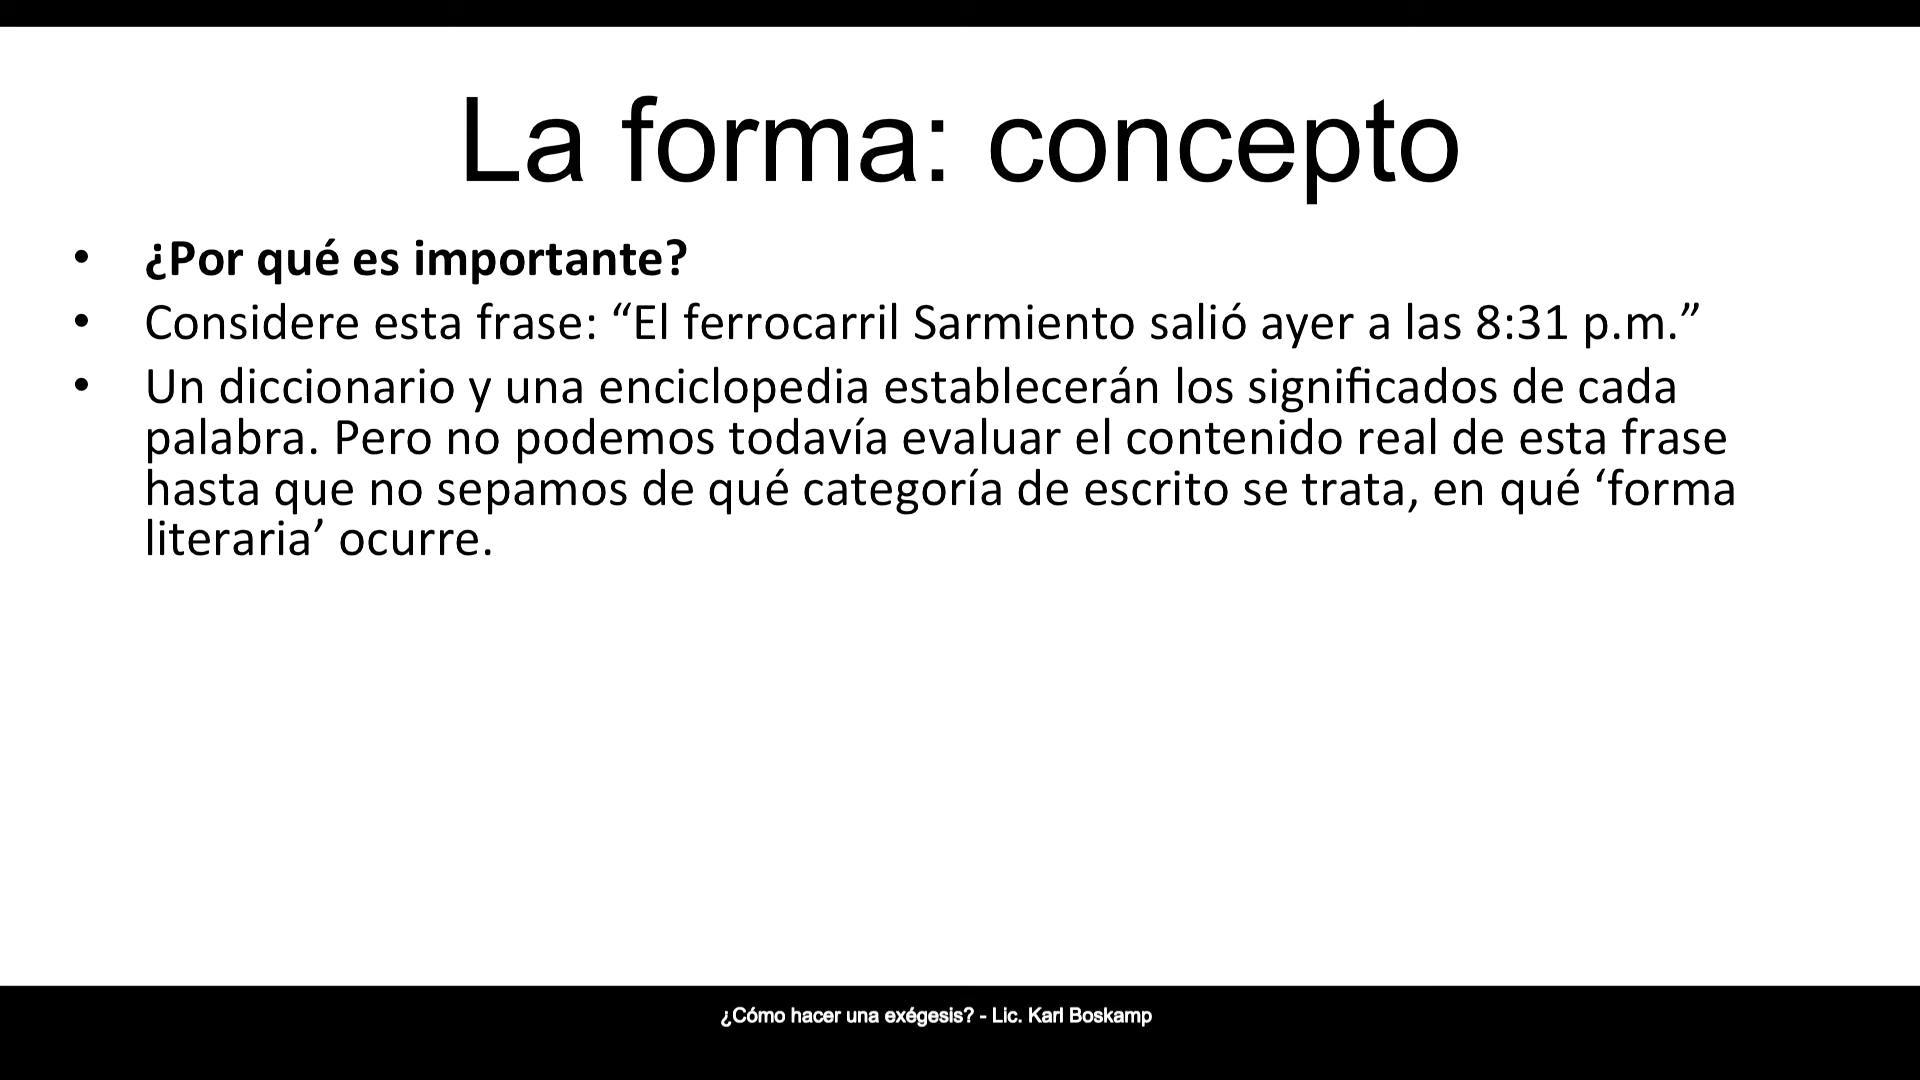 La forma: concepto
• ¿Por qué es importante?
• Considere esta frase: “El ferrocarril Sarmiento salió ayer a las 8:31 p.m.”
• Un diccionario y una enciclopedia establecerán los significados de cada
palabra. Pero no podemos todavía evaluar el contenido real de esta frase
hasta que no sepamos de qué categoría de escrito se trata, en qué ‘forma
literaria’ ocurre.
¿Cómo hacer una exégesis? - Lic. Karl Boskamp